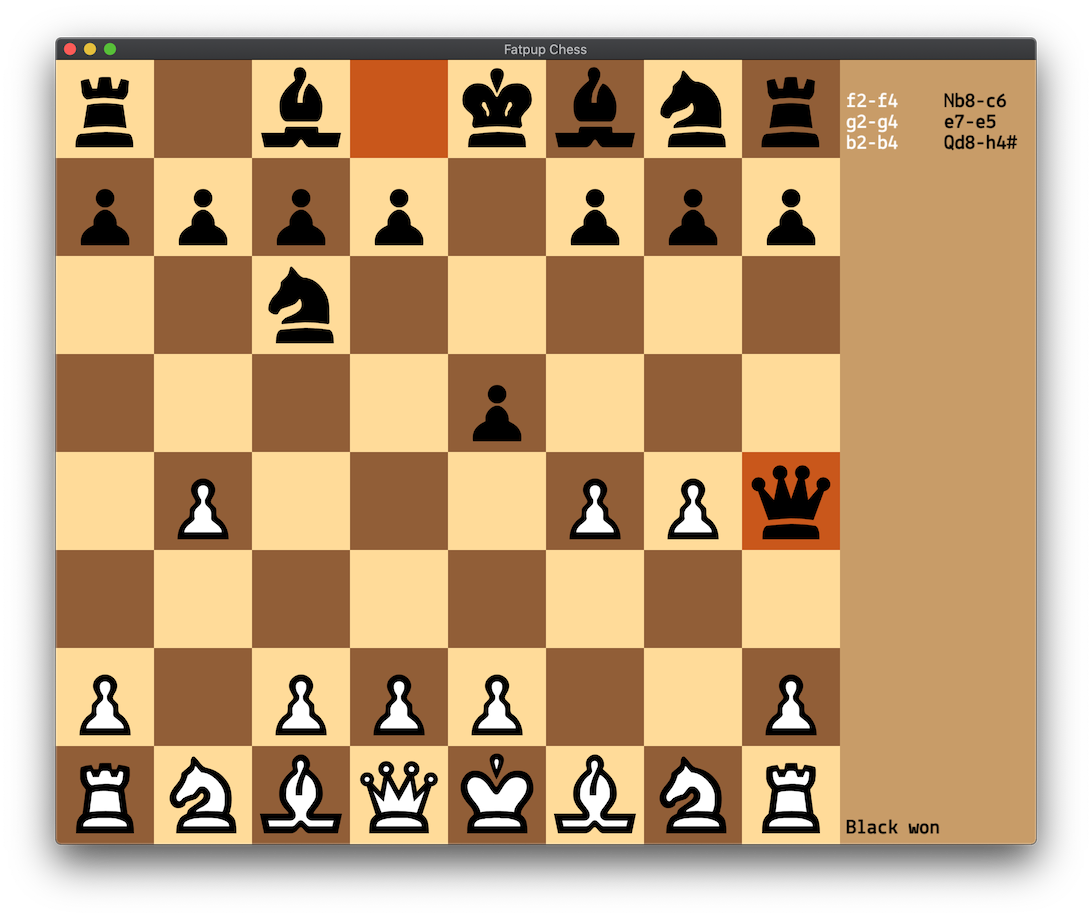 Fatpup Chess
f2-f4 Nb8-c6
g2-g4 e7-e5
b2-b4 Qd8-h4#
Black won